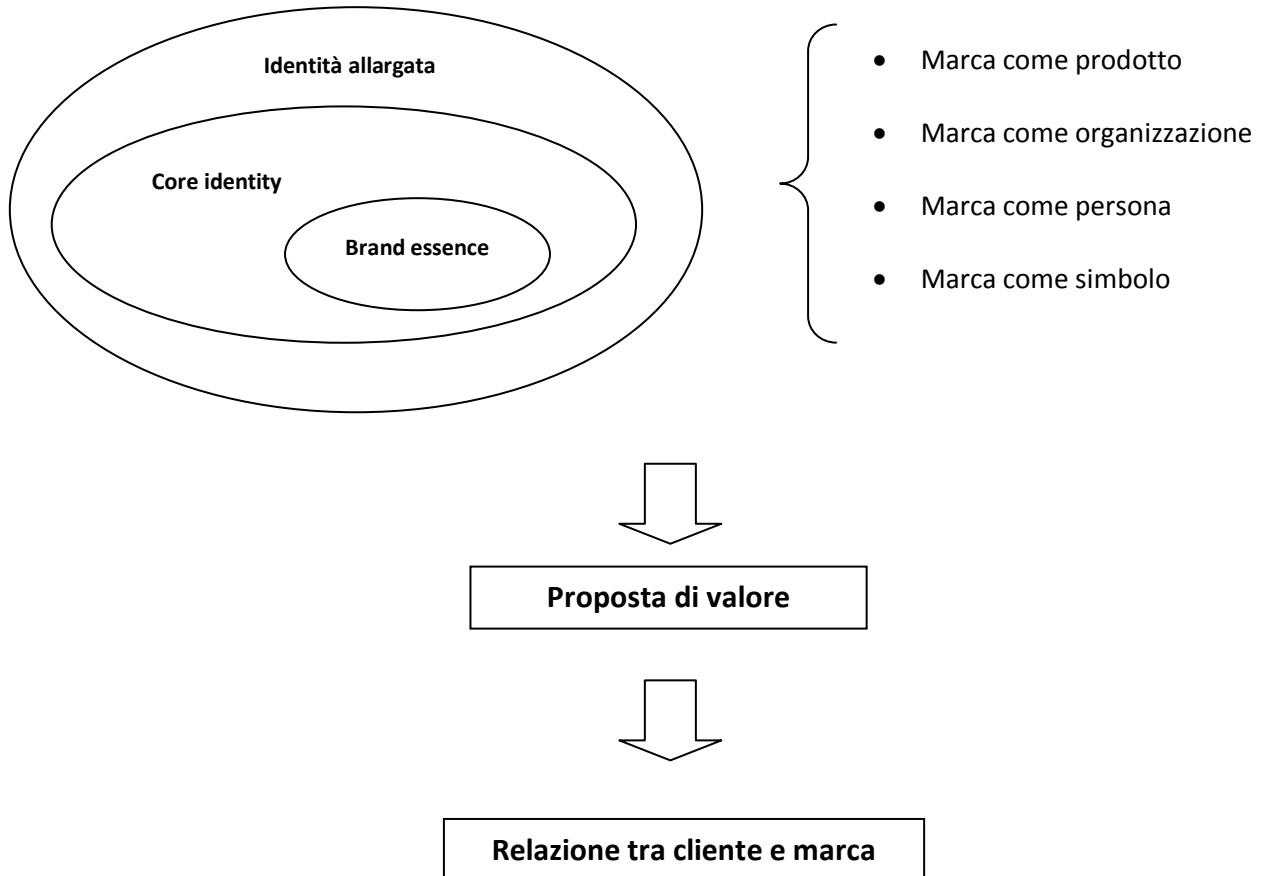 Identità allargata
Core identity
Brand essence
• Marca come prodotto
• Marca come organizzazione
• Marca come persona
• Marca come simbolo
Proposta di valore
Relazione tra cliente e marca